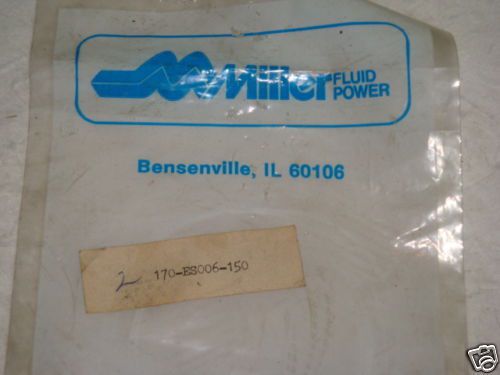 Miller FLUID
POWER
Bensenville, IL 60106
2 170-ES006-150